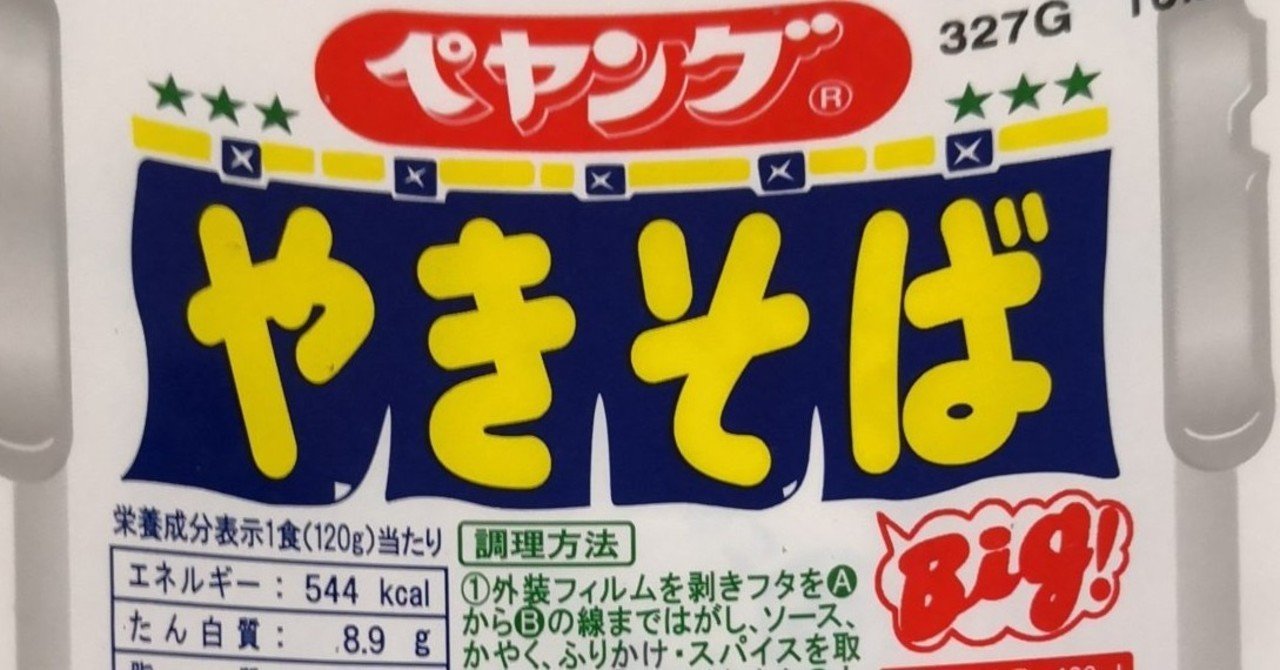 ペヤング®
327G
やきそば
栄養成分表示1食(120g)当たり
エネルギー： 544 kcal
たん白質： 8.9 g
調理方法
①外装フィルムを剥きフタをA
からBの線まではがし、ソース、
かやく、ふりかけ・スパイスを取
Big!